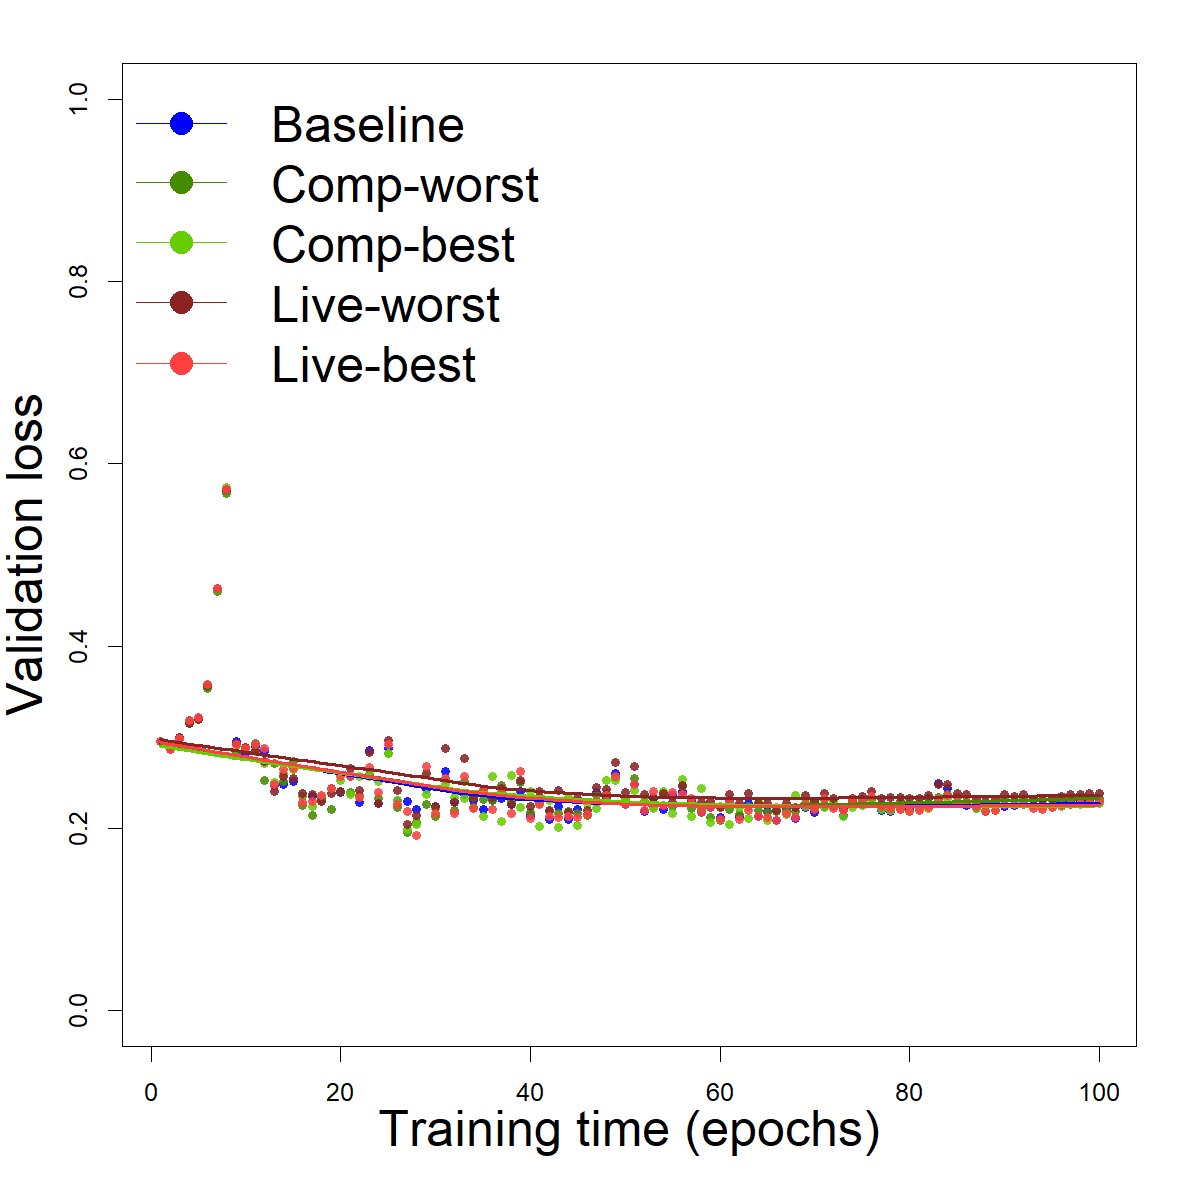 Baseline
Comp-worst
Comp-best
Live-worst
Live-best
Validation loss
1.0
0.8
0.6
0.4
0.2
0.0
0 20 40 60 80 100
Training time (epochs)